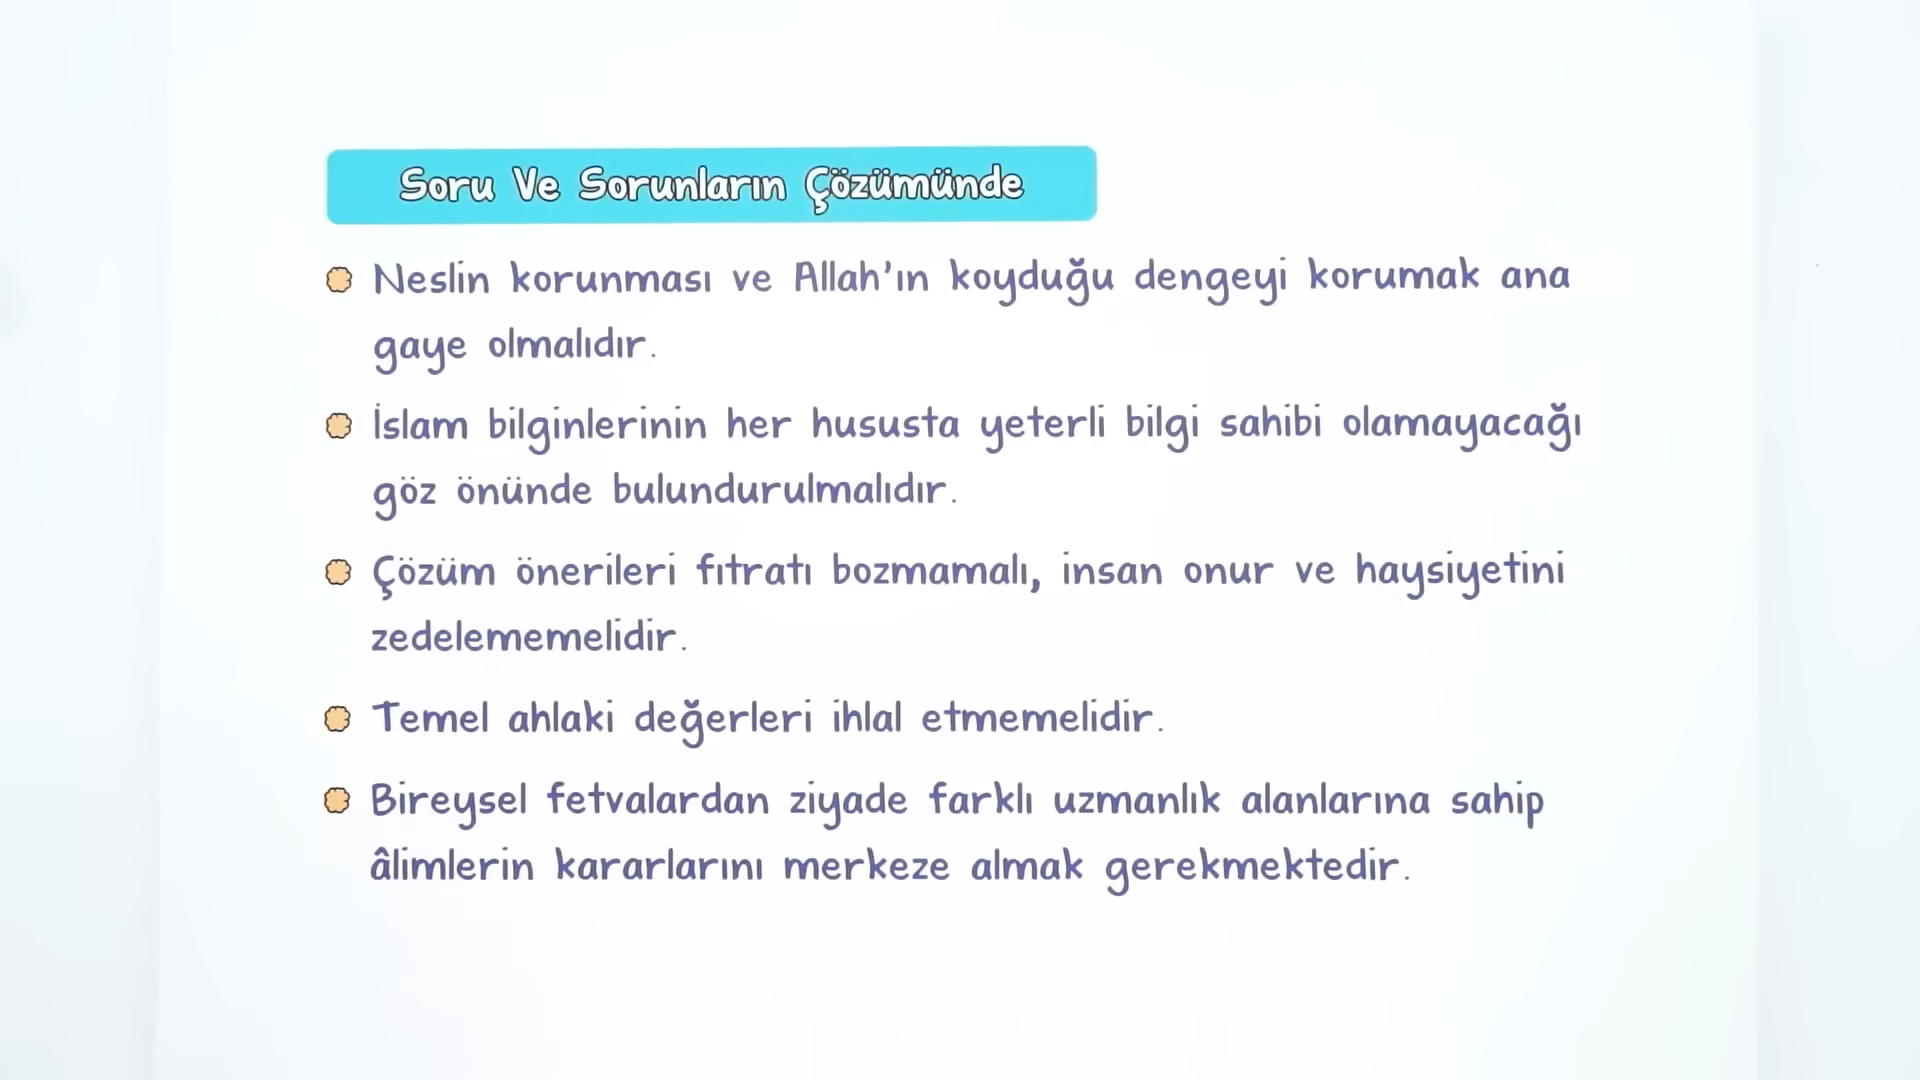 Soru Ve Sorunların Çözümünde
Neslin korunması ve Allah'ın koyduğu dengeyi korumak ana
gaye olmalıdır.
İslam bilginlerinin her hususta yeterli bilgi sahibi olamayacağı
göz önünde bulundurulmalıdır.
Çözüm önerileri fıtratı bozmamalı, insan onur ve haysiyetini
zedelememelidir.
Temel ahlaki değerleri ihlal etmemelidir.
Bireysel fetvalardan ziyade farklı uzmanlık alanlarına sahip
âlimlerin kararlarını merkeze almak gerekmektedir.